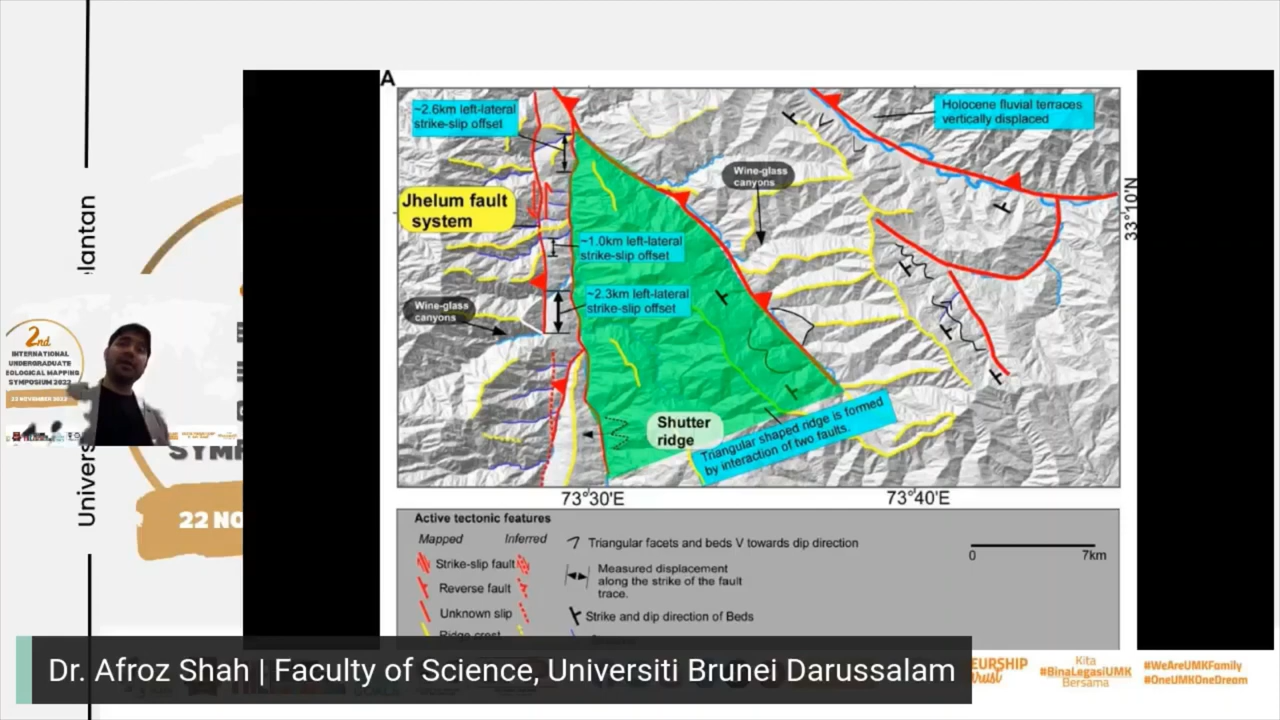 A
~2.6km left-lateral
strike-slip offset
Holocene fluvial terraces
vertically displaced
Wine-glass
canyons
Jhelum fault
system
33°10'N
~1.0km left-lateral
strike-slip offset
~2.3km left-lateral
strike-slip offset
Wine-glass
canyons
Shutter
ridge
Triangular shaped ridge is formed
by interaction of two faults.
73°30'E
73°40'E
Active tectonic features
Mapped
Inferred
Strike-slip fault
Reverse fault
Unknown slip
Ridge crest
Triangular facets and beds V towards dip direction
Measured displacement
along the strike of the fault
trace.
Strike and dip direction of Beds
0
7km
lantan
Univers
2nd
INTERNATIONAL
UNDERGRADUATE
GEOLOGICAL MAPPING
SYMPOSIUM 2022
22 NOVEMBER 2022
SYM
22 NO
Dr. Afroz Shah | Faculty of Science, Universiti Brunei Darussalam
EURSHIP
Kita
#BinaLegasiUMK
Bersama
#WeAreUMKFamily
#OneUMKOneDream